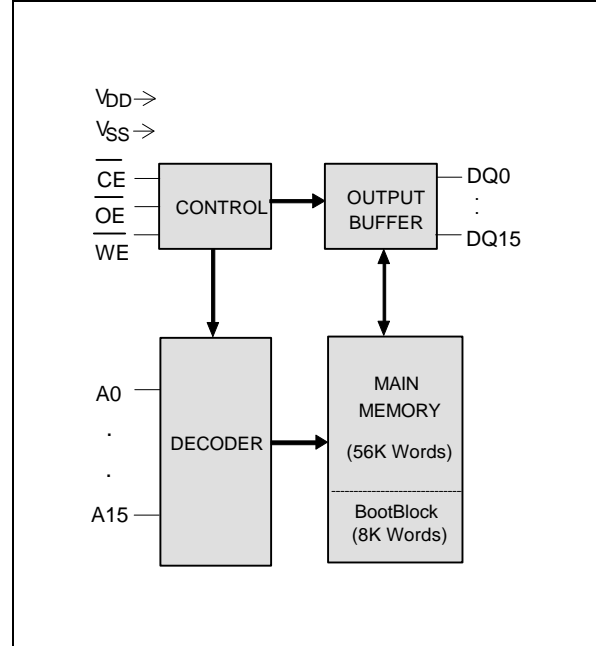 VDD
VSS
CE
OE
WE
CONTROL
OUTPUT
BUFFER
DQ0
.
.
DQ15
A0
.
.
A15
DECODER
MAIN
MEMORY
(56K Words)
BootBlock
(8K Words)